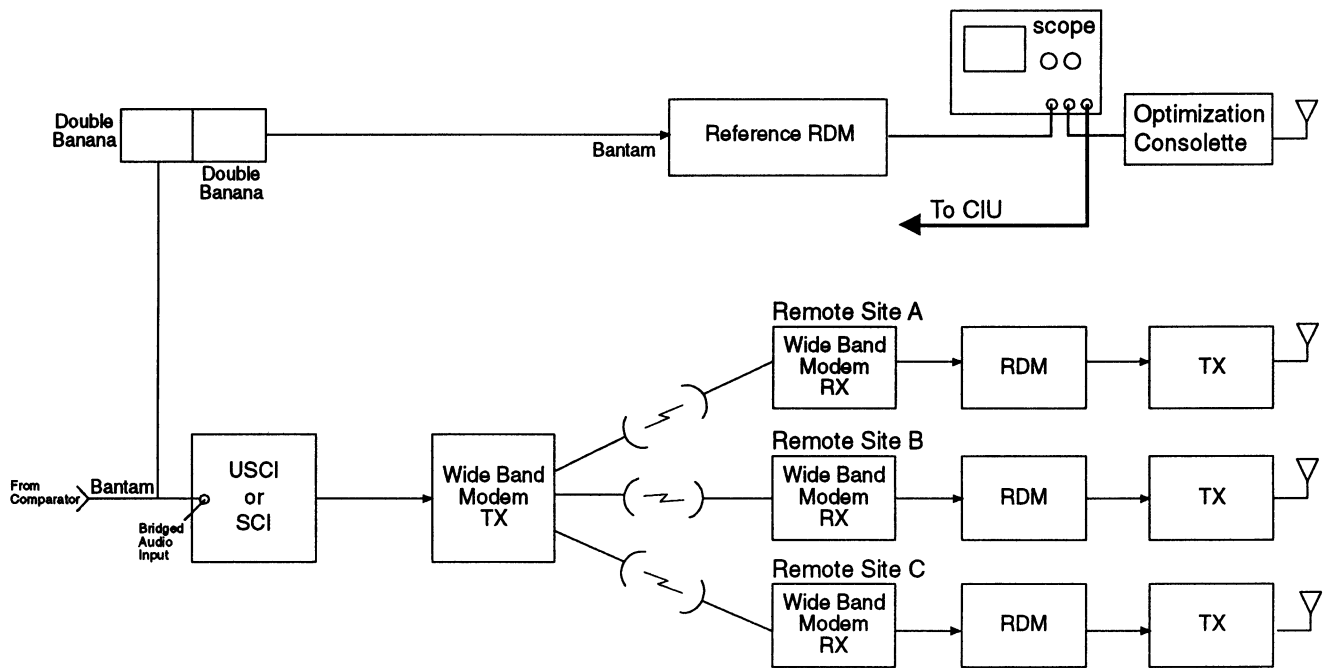 scope
Double
Banana
Double
Banana
Bantam
Reference RDM
Optimization
Consolette
To CIU
Remote Site A
Wide Band
Modem
RX
RDM
TX
Remote Site B
From
Comparator
Bantam
Bridged
Audio
Input
USCI
or
SCI
Wide Band
Modem
TX
Wide Band
Modem
RX
RDM
TX
Remote Site C
Wide Band
Modem
RX
RDM
TX